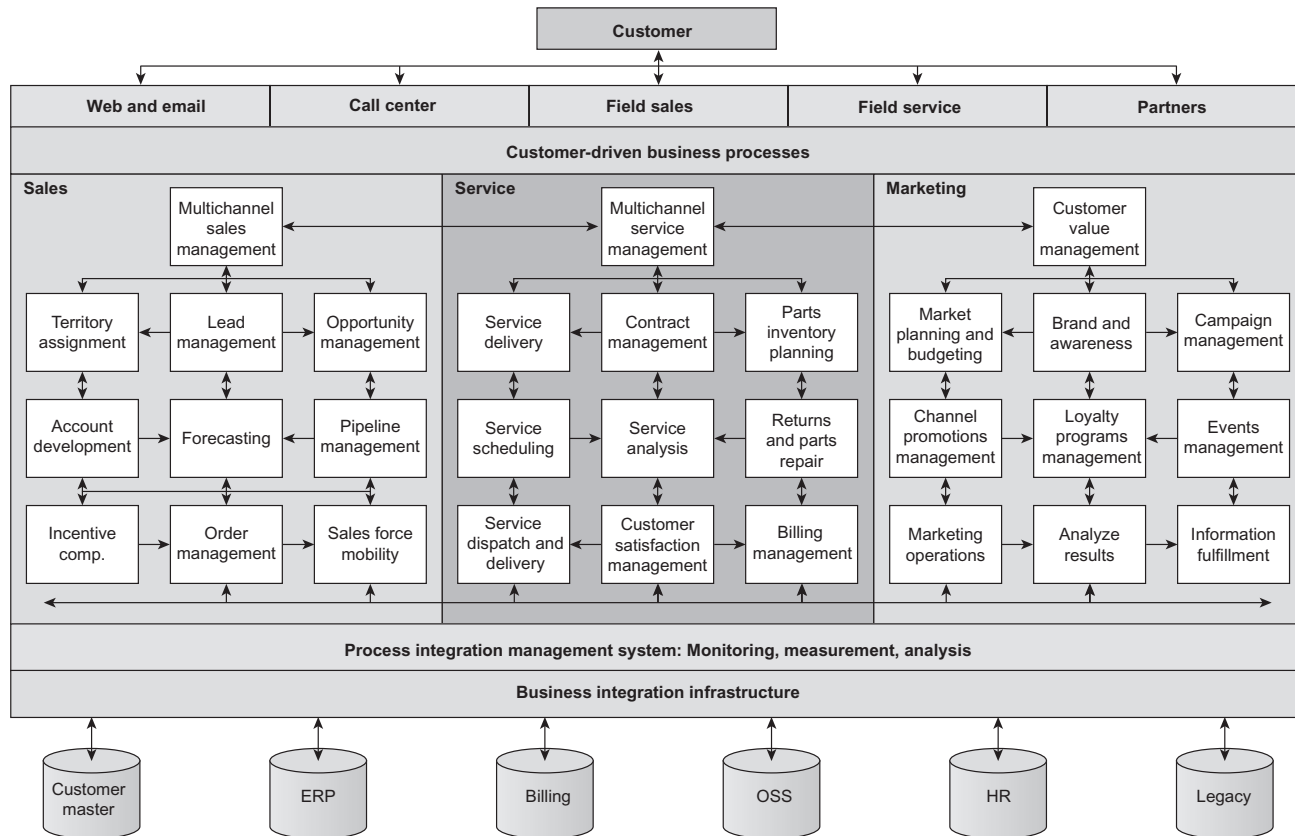 Customer
Web and email
Call center
Field sales
Field service
Partners
Customer-driven business processes
Sales
Multichannel
sales
management
Territory
assignment
Lead
management
Opportunity
management
Account
development
Forecasting
Pipeline
management
Incentive
comp.
Order
management
Sales force
mobility
Service
Multichannel
service
management
Service
delivery
Contract
management
Parts
inventory
planning
Service
scheduling
Service
analysis
Returns
and parts
repair
Service
dispatch and
delivery
Customer
satisfaction
management
Billing
management
Marketing
Customer
value
management
Market
planning and
budgeting
Brand and
awareness
Campaign
management
Channel
promotions
management
Loyalty
programs
management
Events
management
Marketing
operations
Analyze
results
Information
fulfillment
Process integration management system: Monitoring, measurement, analysis
Business integration infrastructure
Customer
master
ERP
Billing
OSS
HR
Legacy